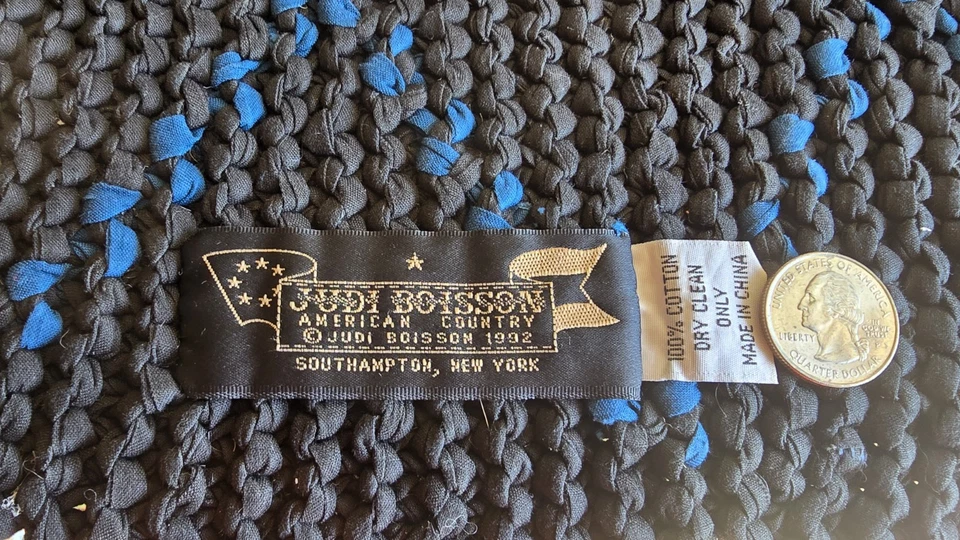 JUDI BOISSON
AMERICAN COUNTRY
© JUDI BOISSON 1992
SOUTHAMPTON, NEW YORK
100% COTTON
DRY CLEAN
ONLY
MADE IN CHINA
UNITED STATES OF AMERICA
LIBERTY
QUARTER DOLLAR